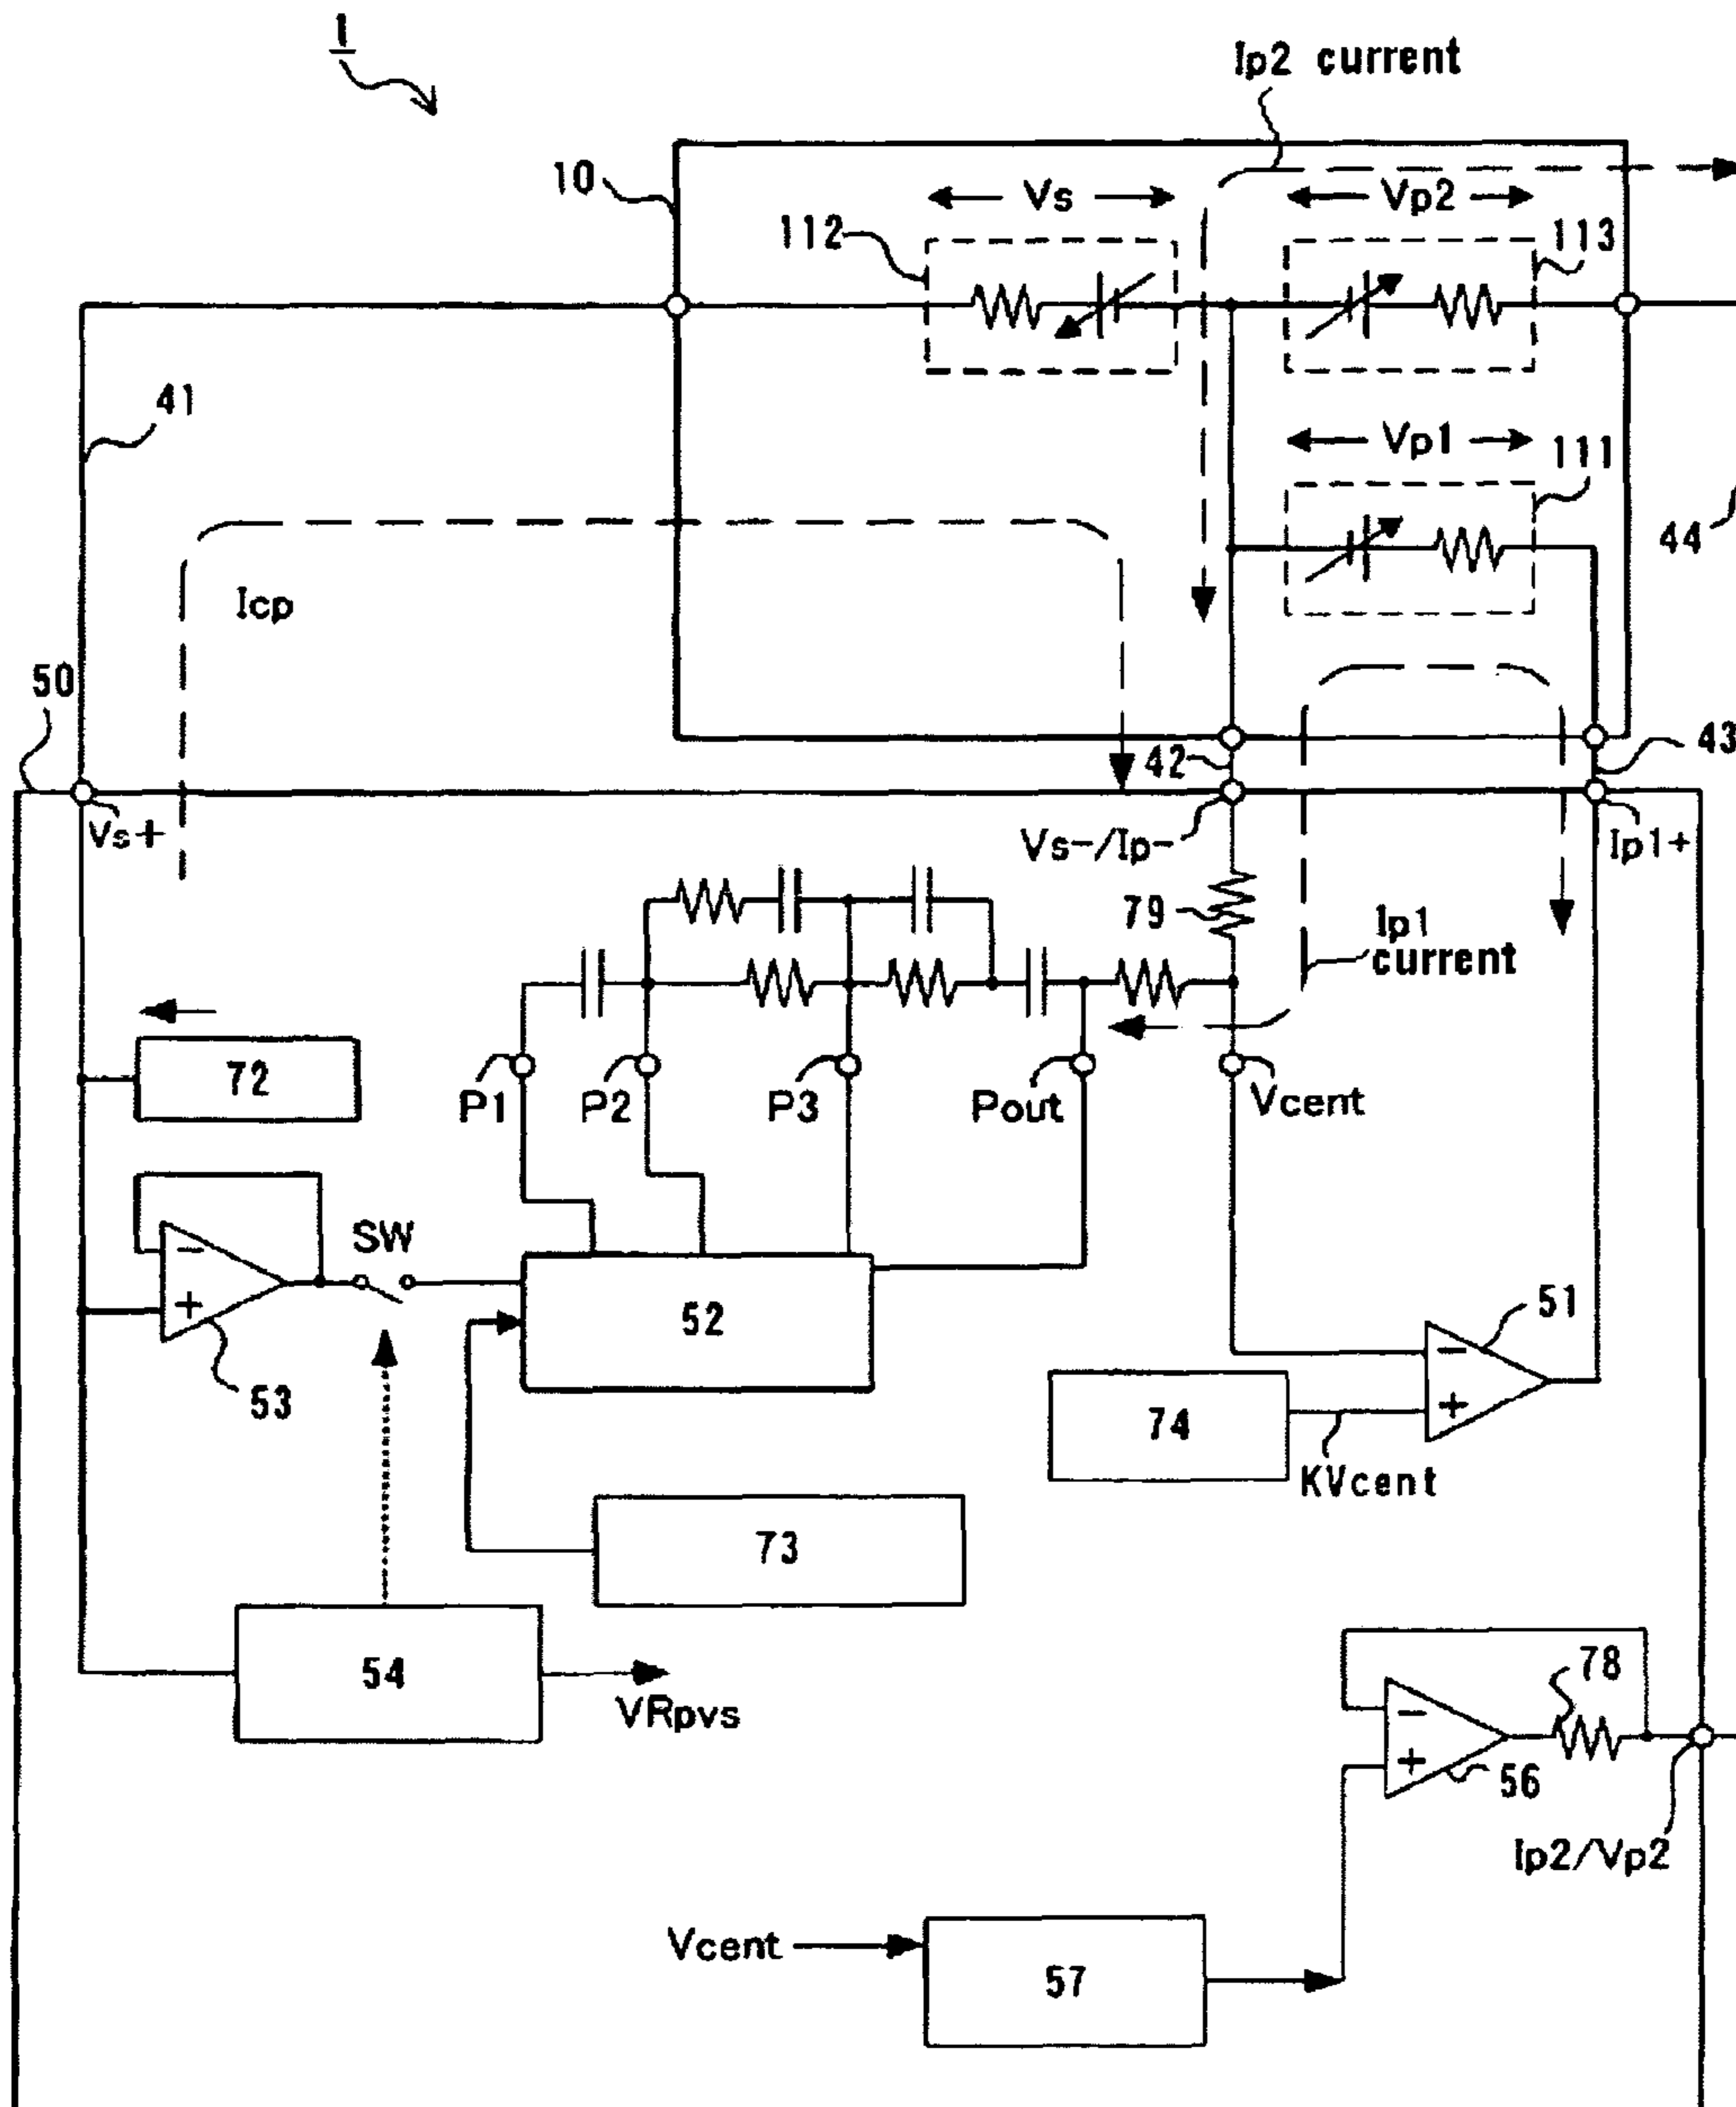 1
Ip2 current
10
Vs
Vp2
112
113
41
Vp1
111
44
Icp
50
42
43
Vs+
Vs-/Ip-
Ip1+
79
Ip1
current
72
P1
P2
P3
Pout
Vcent
-
SW
+
52
51
-
53
74
+
KVcent
73
54
VRpvs
78
-
+
56
Ip2/Vp2
Vcent
57